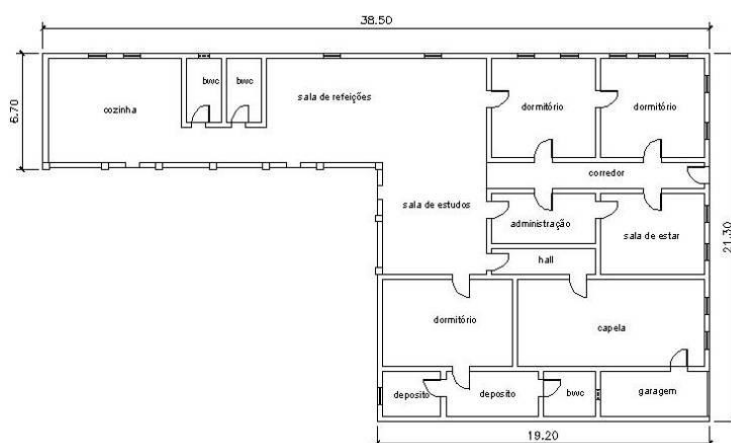 38.50
6.70
bwc
bwc
cozinha
sala de refeições
dormitório
dormitório
corredor
sala de estudos
administração
sala de estar
hall
21.30
dormitório
capela
deposito
deposito
bwc
garagem
19.20